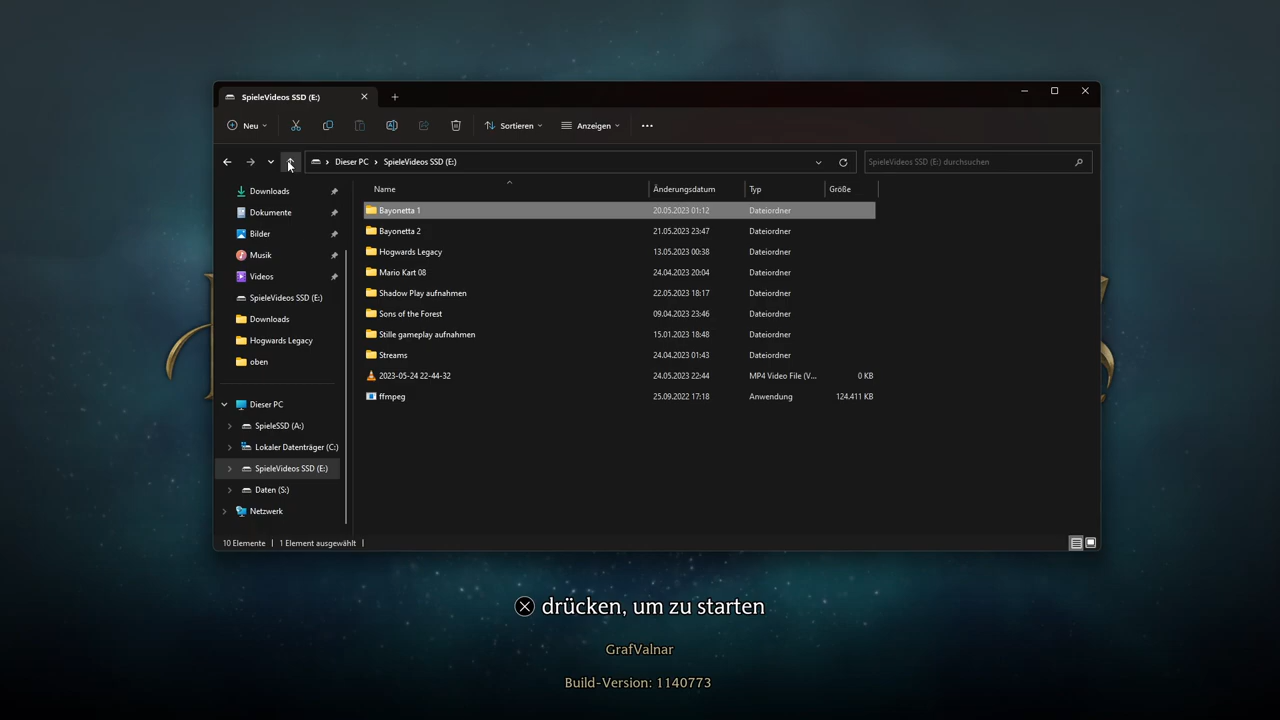 SpieleVideos SSD (E:)
Neu
Sortieren
Anzeigen
Dieser PC
SpieleVideos SSD (E:)
SpieleVideos SSD (E:) durchsuchen
Downloads
Dokumente
Bilder
Musik
Videos
SpieleVideos SSD (E:)
Downloads
Hogwards Legacy
oben
Dieser PC
SpieleSSD (A:)
Lokaler Datenträger (C:)
SpieleVideos SSD (E:)
Daten (S:)
Netzwerk
Name Änderungsdatum Typ Größe
Bayonetta 1 20.05.2023 01:12 Dateiordner
Bayonetta 2 21.05.2023 23:47 Dateiordner
Hogwards Legacy 13.05.2023 00:38 Dateiordner
Mario Kart 08 24.04.2023 20:04 Dateiordner
Shadow Play aufnahmen 22.05.2023 18:17 Dateiordner
Sons of the Forest 09.04.2023 23:46 Dateiordner
Stille gameplay aufnahmen 15.01.2023 18:48 Dateiordner
Streams 24.04.2023 01:43 Dateiordner
2023-05-24 22-44-32 24.05.2023 22:44 MP4 Video File (V... 0 KB
ffmpeg 25.09.2022 17:18 Anwendung 124.411 KB
10 Elemente 1 Element ausgewählt
drücken, um zu starten
GrafValnar
Build-Version: 1140773